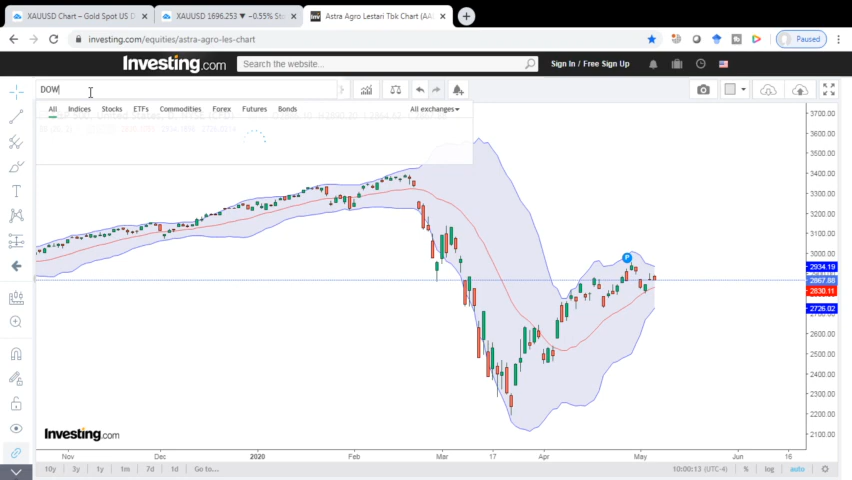 XAUUSD Chart – Gold Spot US D
XAUUSD 1696.253 ▼ −0.55% Sta
Astra Agro Lestari Tbk Chart (AA
investing.com/equities/astra-agro-les-chart
Paused
Investing.com
Search the website...
Sign In / Free Sign Up
DOW
All Indices Stocks ETFs Commodities Forex Futures Bonds All exchanges
3700.00
3600.00
3500.00
3400.00
3300.00
3200.00
3100.00
3000.00
P
2934.19
2867.88
2830.11
2726.02
2600.00
2500.00
2400.00
2300.00
2200.00
2100.00
Investing.com
Nov Dec 2020 Feb Mar 17 Apr May Jun 16
10y 3y 1y 1m 7d 1d Go to...
10:00:13 (UTC-4) % log auto